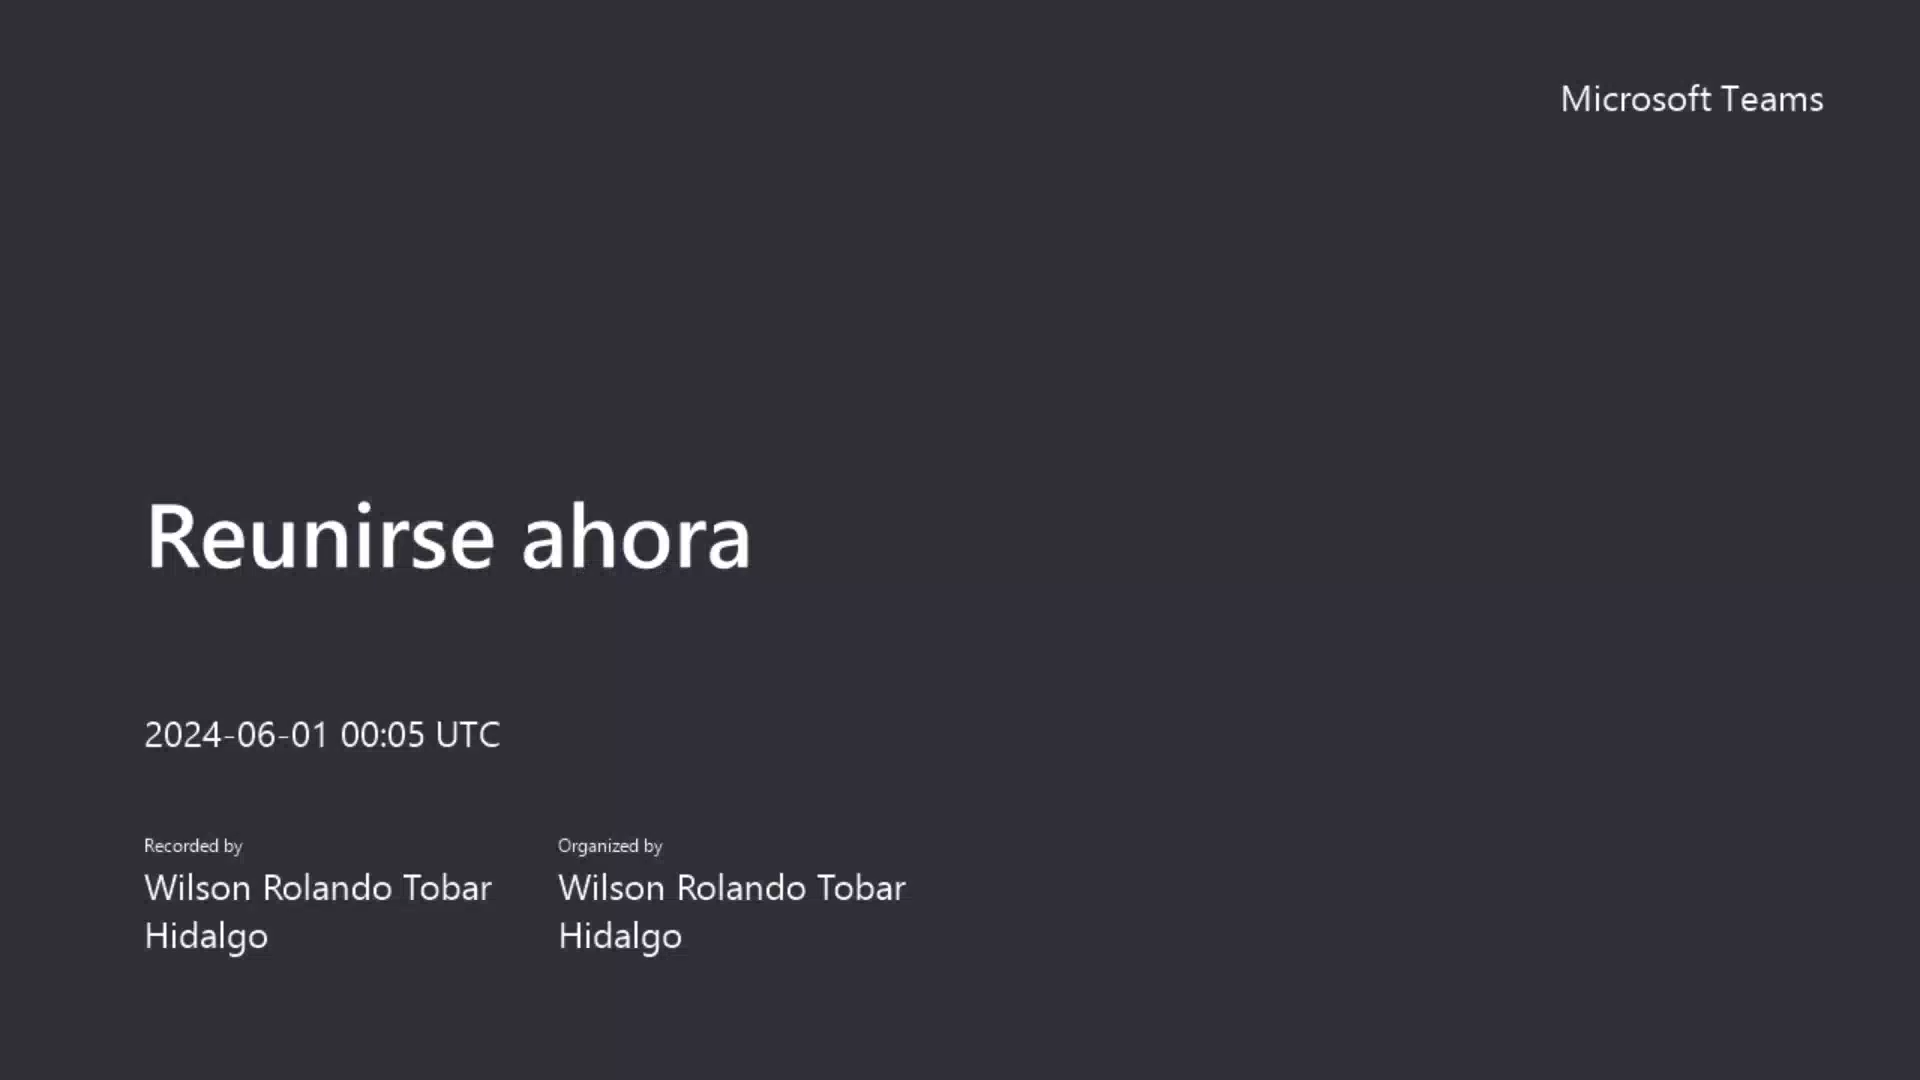 Microsoft Teams
Reunirse ahora
2024-06-01 00:05 UTC
Recorded by
Wilson Rolando Tobar
Hidalgo
Organized by
Wilson Rolando Tobar
Hidalgo